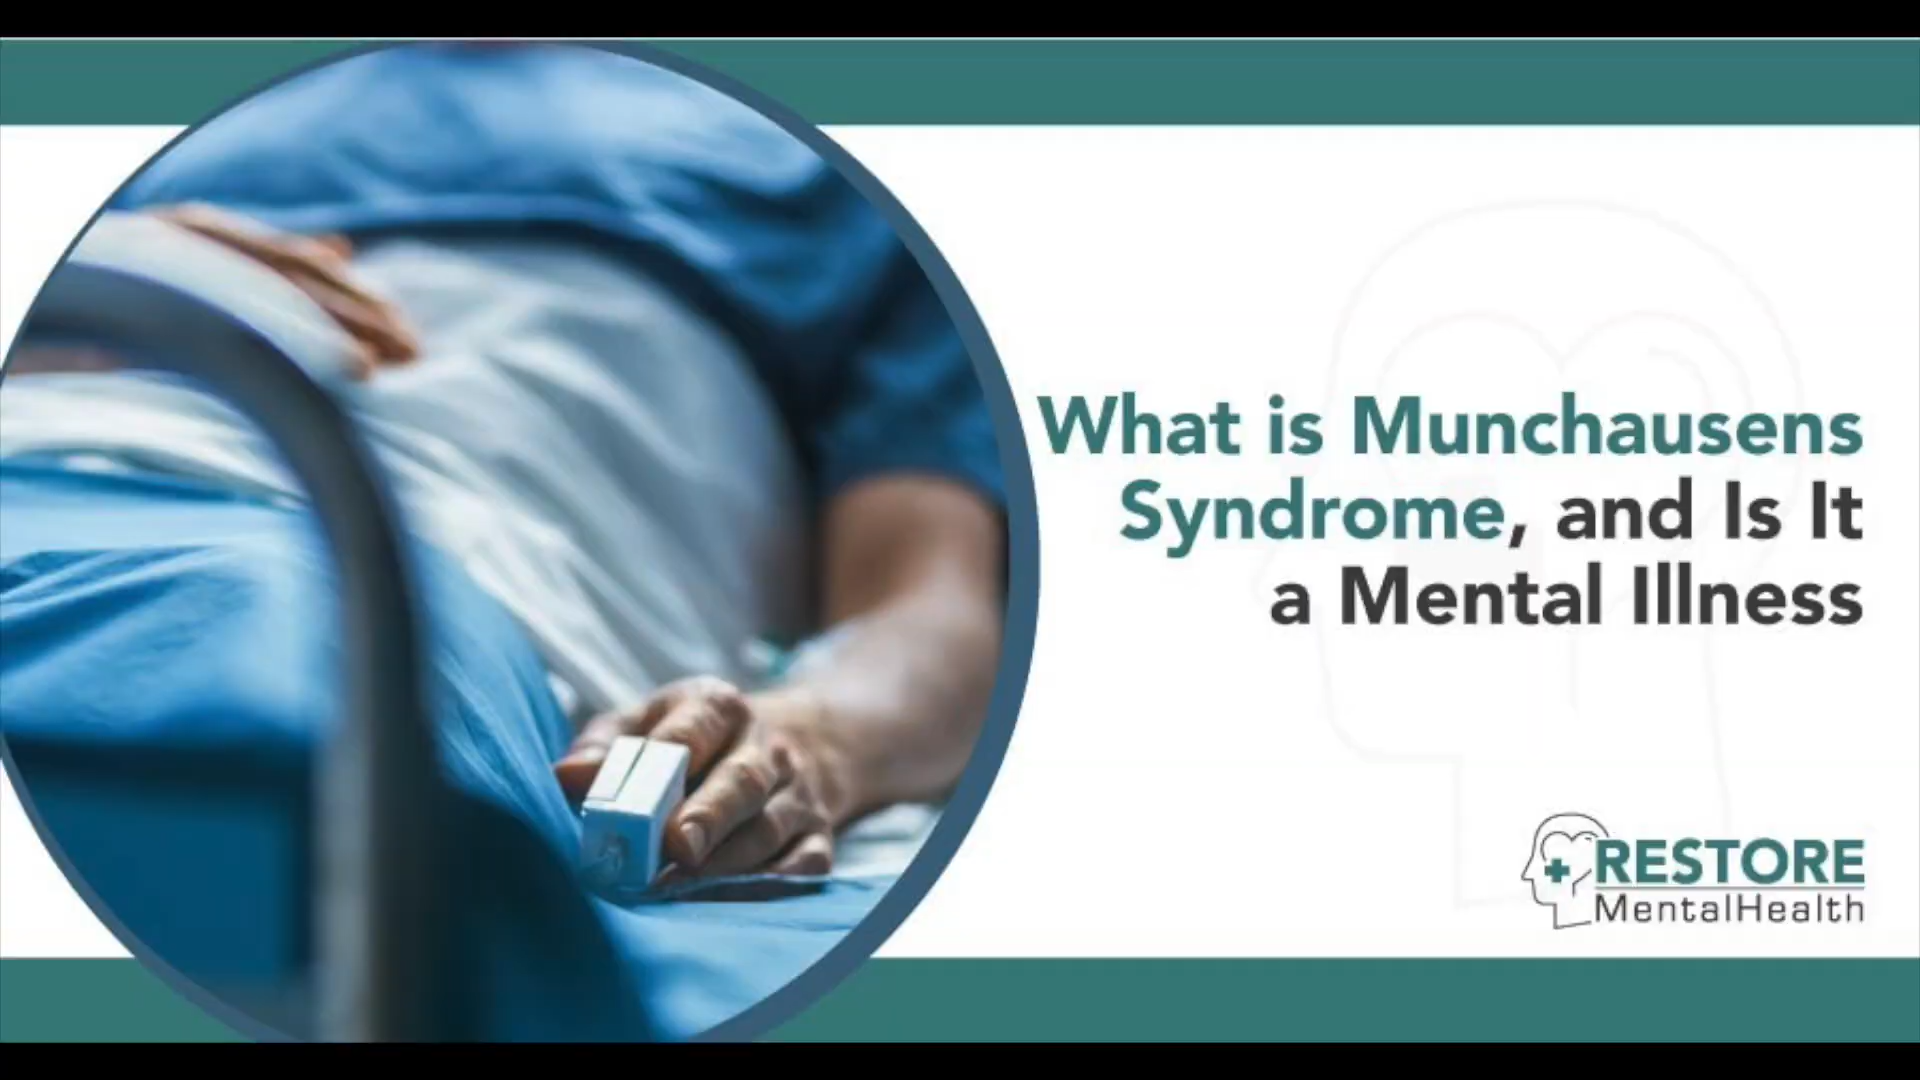 What is Munchausens
Syndrome, and Is It
a Mental Illness
RESTORE
MentalHealth